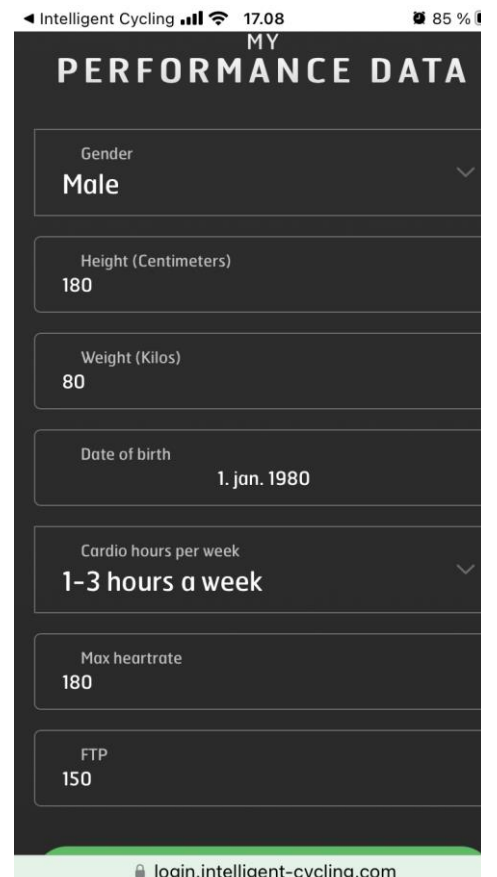 ◀ Intelligent Cycling 17.08 85 %
MY
PERFORMANCE DATA
Gender
Male
Height (Centimeters)
180
Weight (Kilos)
80
Date of birth
1. jan. 1980
Cardio hours per week
1-3 hours a week
Max heartrate
180
FTP
150
login.intelligent-cycling.com